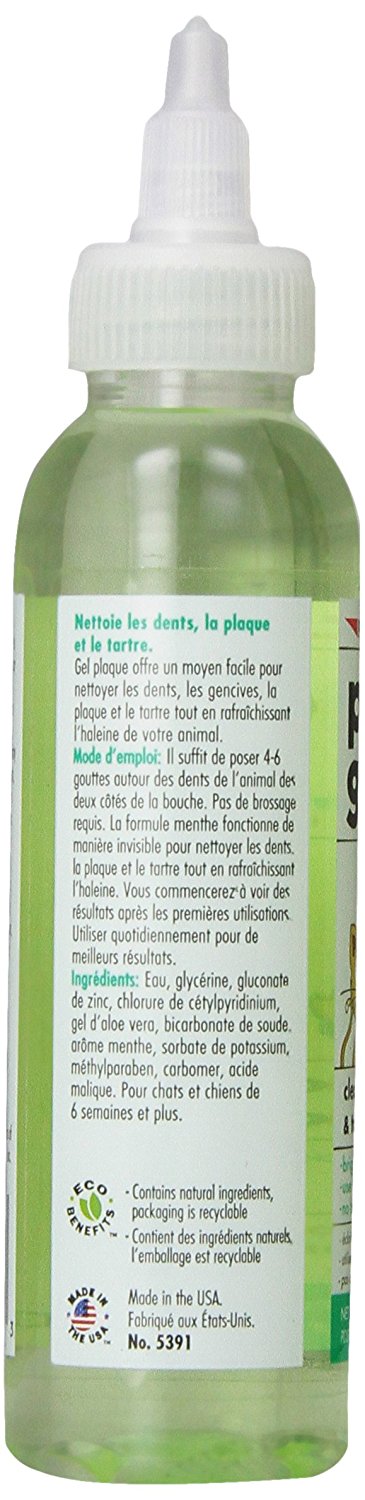 Nettoie les dents, la plaque
et le tartre.
Gel plaque offre un moyen facile pour
nettoyer les dents, les gencives, la
plaque et le tartre tout en rafraîchissant
l'haleine de votre animal.
Mode d'emploi: Il suffit de poser 4-6
gouttes autour des dents de l'animal des
deux côtés de la bouche. Pas de brossage
requis. La formule menthe fonctionne de
manière invisible pour nettoyer les dents
la plaque et le tartre tout en rafraîchissant
l'haleine. Vous commencerez à voir des
résultats après les premières utilisations.
Utiliser quotidiennement pour de
meilleurs résultats.
Ingrédients: Eau, glycérine, gluconate
de zinc, chlorure de cétylpyridinium,
gel d'aloe vera, bicarbonate de soude,
arôme menthe, sorbate de potassium,
méthylparaben, carbomer, acide
malique. Pour chats et chiens de
6 semaines et plus.
ECO
BENEFITS™
- Contains natural ingredients,
packaging is recyclable
- Contient des ingrédients naturels,
l'emballage est recyclable
MADE IN
THE USA™
Made in the USA.
Fabriqué aux États-Unis.
No. 5391
3